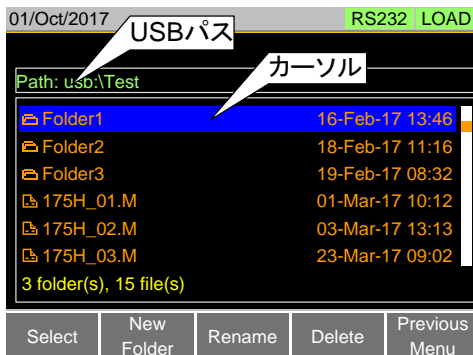 01/Oct/2017
RS232 LOAD
USBパス
カーソル
Path: usb:\Test
Folder1 16-Feb-17 13:46
Folder2 18-Feb-17 11:16
Folder3 19-Feb-17 08:32
175H_01.M 01-Mar-17 10:12
175H_02.M 03-Mar-17 13:13
175H_03.M 23-Mar-17 09:02
3 folder(s), 15 file(s)
Select
New
Folder
Rename
Delete
Previous
Menu